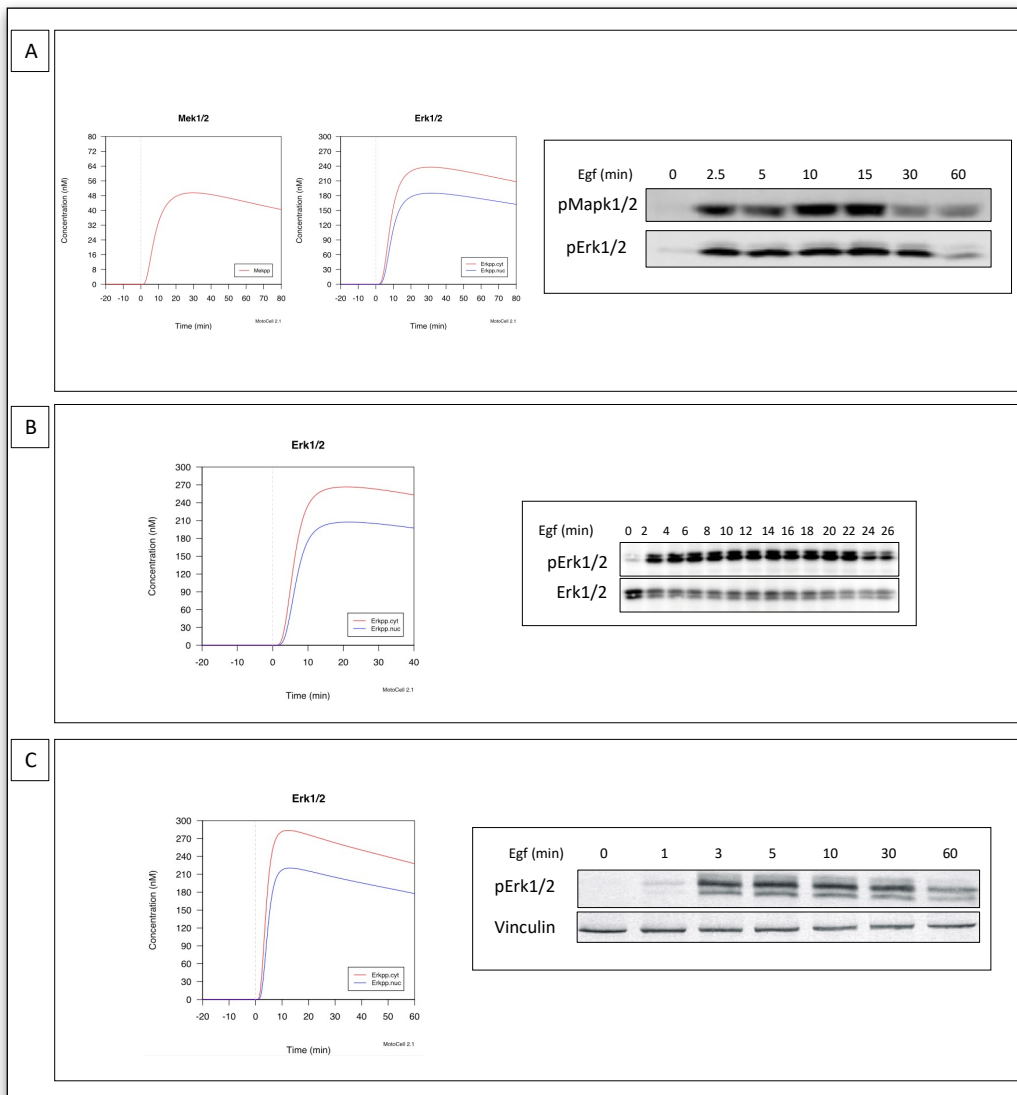 A
Mek1/2
Concentration (nM)
80
72
64
56
48
40
32
24
16
8
0
Mekpp
-20 -10 0 10 20 30 40 50 60 70 80
Time (min)
MotoCell 2.1
Erk1/2
Concentration (nM)
300
270
240
210
180
150
120
90
60
30
0
Erkpp.cyt
Erkpp.nuc
-20 -10 0 10 20 30 40 50 60 70 80
Time (min)
MotoCell 2.1
Egf (min) 0 2.5 5 10 15 30 60
pMapk1/2
pErk1/2
B
Erk1/2
Concentration (nM)
300
270
240
210
180
150
120
90
60
30
0
Erkpp.cyt
Erkpp.nuc
-20 -10 0 10 20 30 40
Time (min)
MotoCell 2.1
Egf (min) 0 2 4 6 8 10 12 14 16 18 20 22 24 26
pErk1/2
Erk1/2
C
Erk1/2
Concentration (nM)
300
270
240
210
180
150
120
90
60
30
0
Erkpp.cyt
Erkpp.nuc
-20 -10 0 10 20 30 40 50 60
Time (min)
MotoCell 2.1
Egf (min) 0 1 3 5 10 30 60
pErk1/2
Vinculin